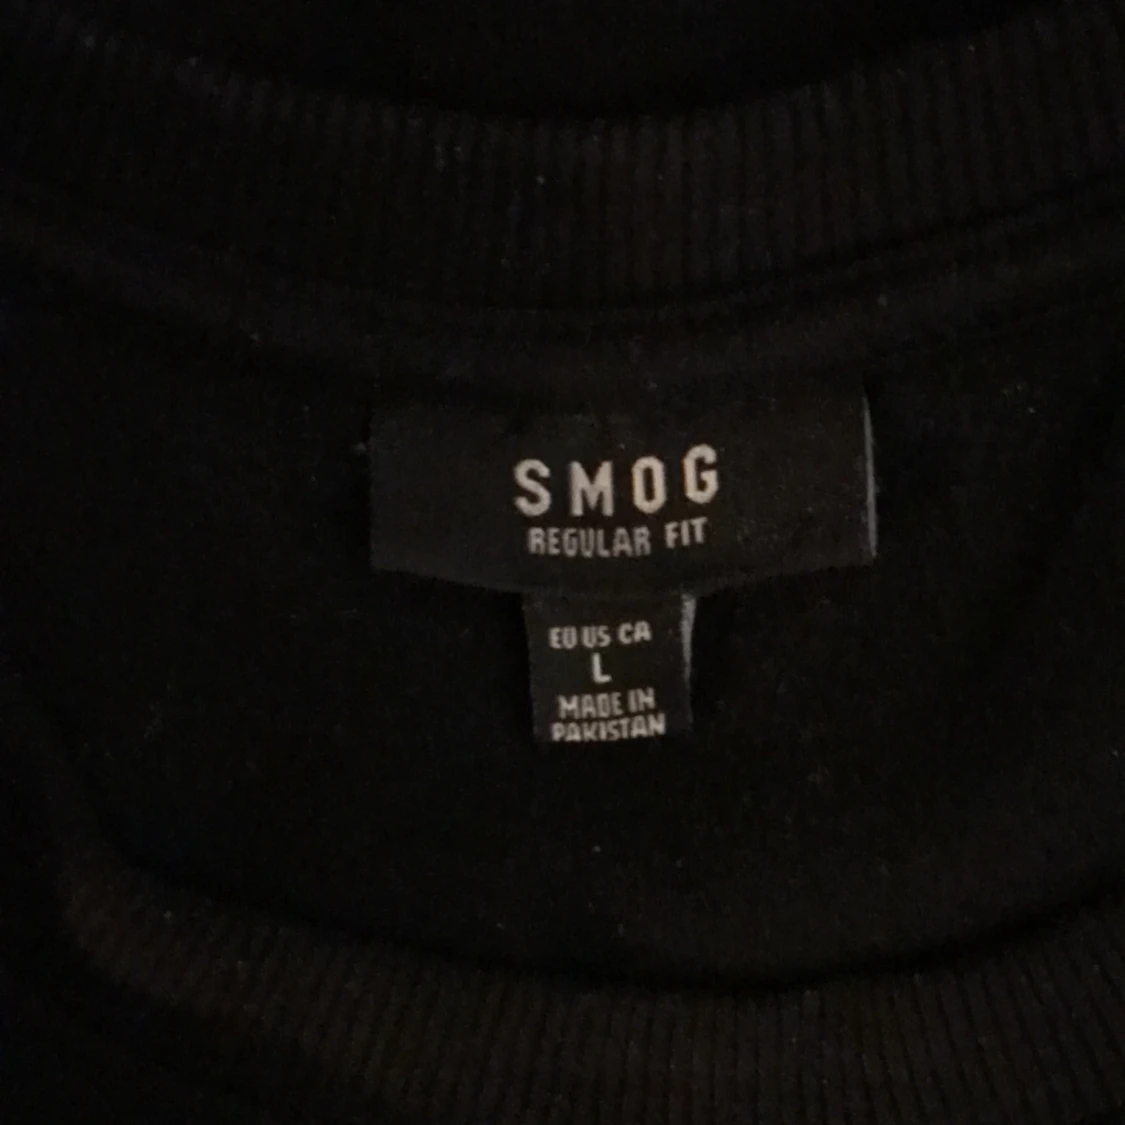 SMOG
REGULAR FIT
EU US CA
L
MADE IN
PAKISTAN